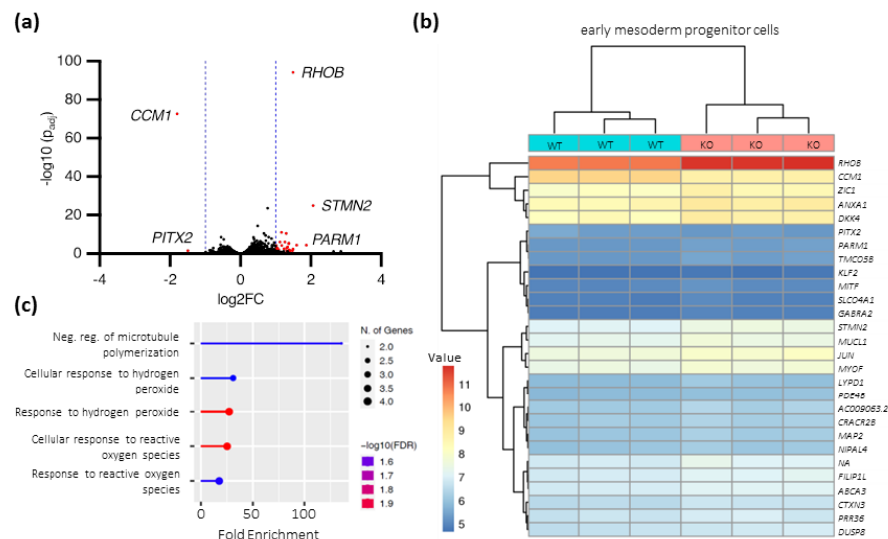 (a)
100
80
60
40
20
0
-log10 (padj)
RHOB
CCM1
STMN2
PITX2
PARM1
−4
−2
0
2
4
log2FC
(b)
early mesoderm progenitor cells
WT
WT
WT
KO
KO
KO
RHOB
CCM1
ZIC1
ANXA1
DKK4
PITX2
PARM1
TMCO5B
KLF2
MITF
SLCO4A1
GABRA2
STMN2
MUCL1
JUN
MYOF
LYPD1
PDE4B
AC009063.2
CRACR2B
MAP2
NIPAL4
NA
FILIP1L
ABCA3
CTXN3
PRR36
DUSP8
Value
11
10
9
8
7
6
5
(c)
Neg. reg. of microtubule
polymerization
Cellular response to hydrogen
peroxide
Response to hydrogen peroxide
Cellular response to reactive
oxygen species
Response to reactive oxygen
species
0
50
100
Fold Enrichment
N. of Genes
2.0
2.5
3.0
3.5
4.0
−log10(FDR)
1.6
1.7
1.8
1.9